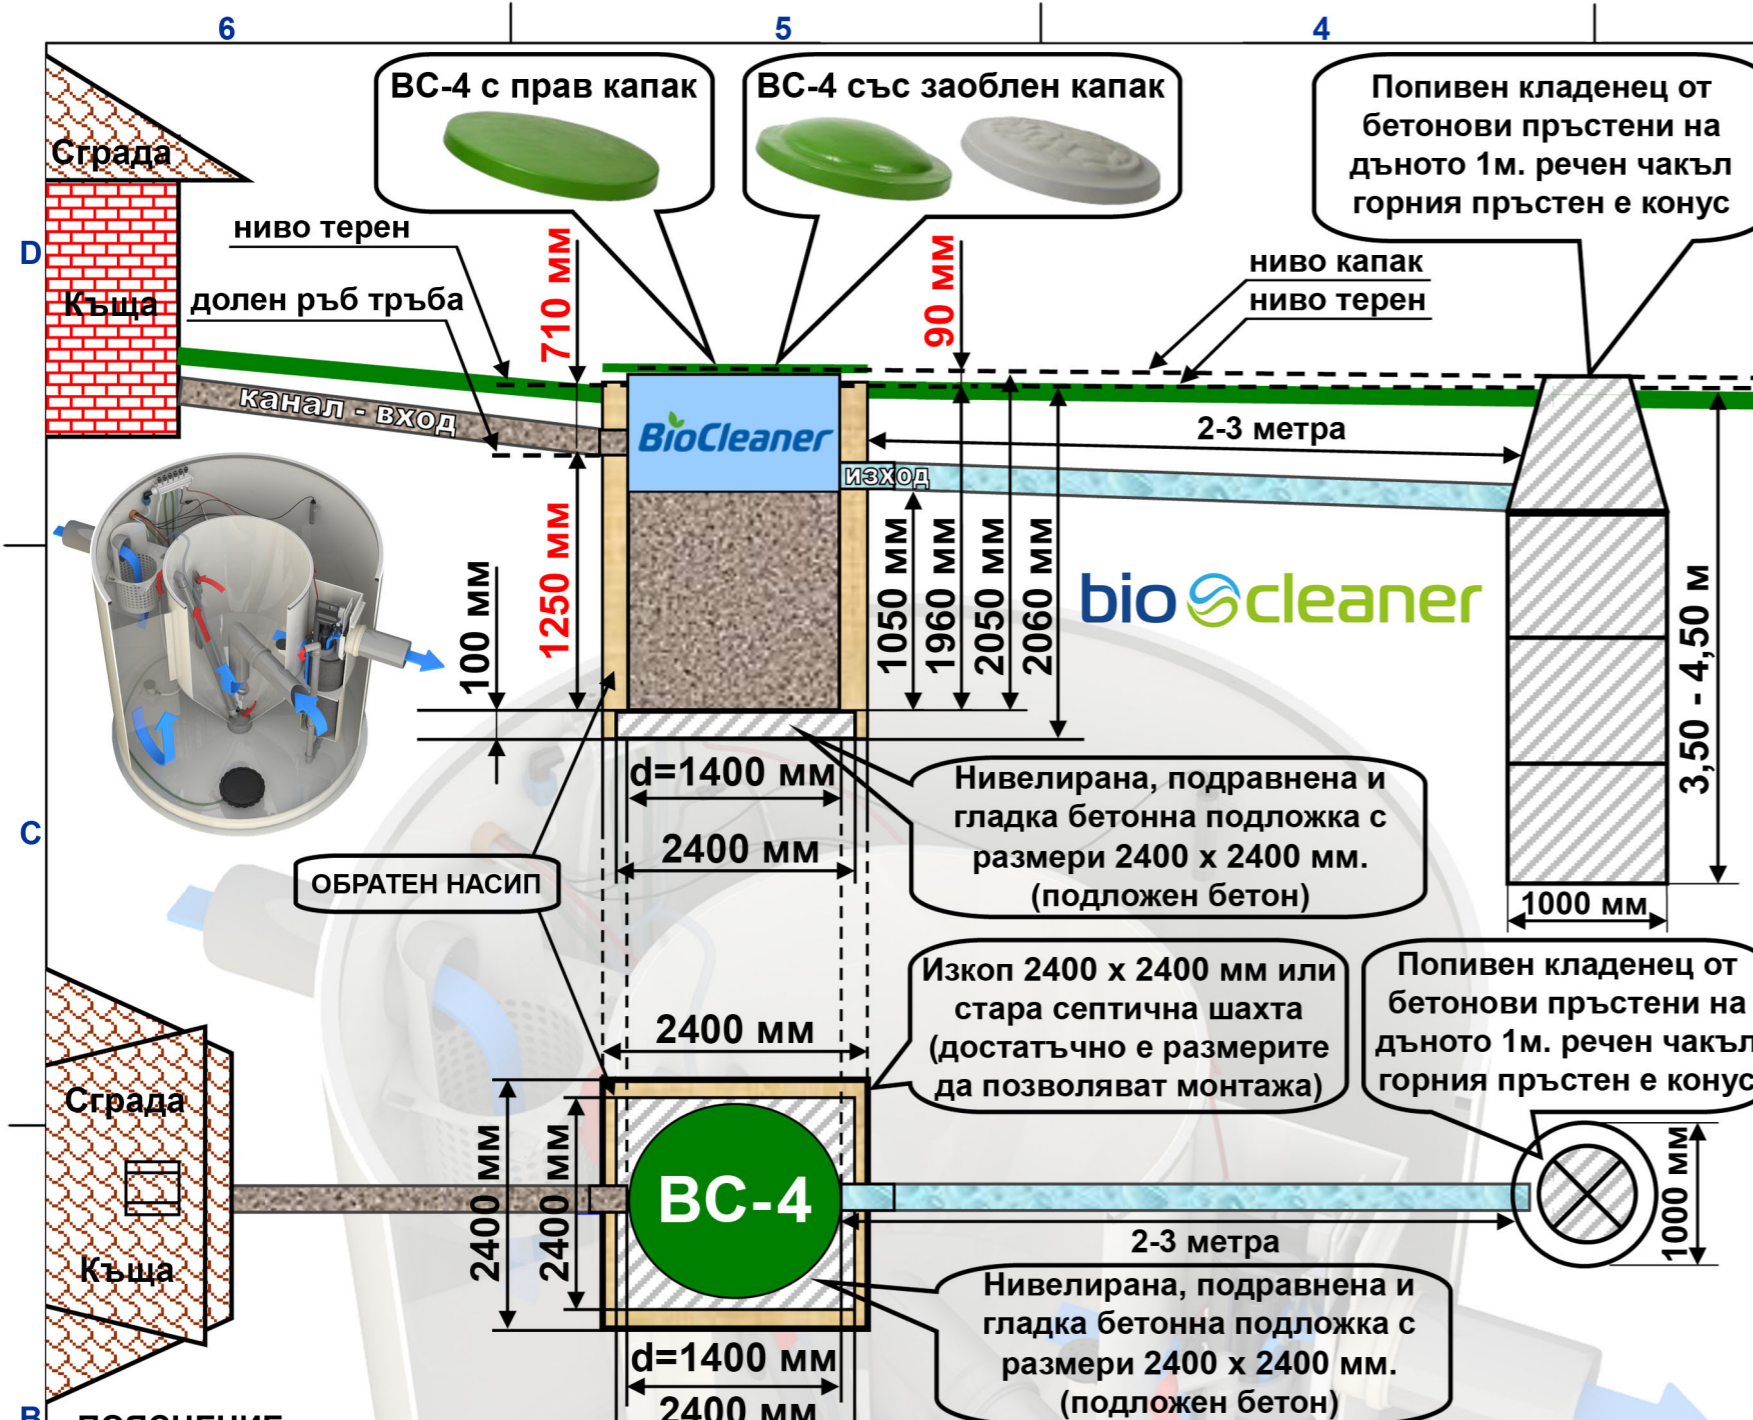 6
5
4
ВС-4 с прав капак
ВС-4 със заоблен капак
Попивен кладенец от
бетонови пръстени на
дъното 1м. речен чакъл
горния пръстен е конус
Сграда
D
ниво терен
Къща
долен ръб тръба
710 мм
90 мм
ниво капак
ниво терен
канал - вход
BioCleaner
2-3 метра
изход
100 мм
1250 мм
1050 мм
1960 мм
2050 мм
2060 мм
bio cleaner
3,50 - 4,50 м
d=1400 мм
2400 мм
Нивелирана, подравнена и
гладка бетонна подложка с
размери 2400 х 2400 мм.
(подложен бетон)
C
ОБРАТЕН НАСИП
1000 мм
Изкоп 2400 х 2400 мм или
стара септична шахта
(достатъчно е размерите
да позволяват монтажа)
Попивен кладенец от
бетонови пръстени на
дъното 1м. речен чакъл
горния пръстен е конус
2400 мм
Сграда
Къща
2400 мм
2400 мм
ВС-4
1000 мм
2-3 метра
Нивелирана, подравнена и
гладка бетонна подложка с
размери 2400 х 2400 мм.
(подложен бетон)
d=1400 мм
2400 мм
B